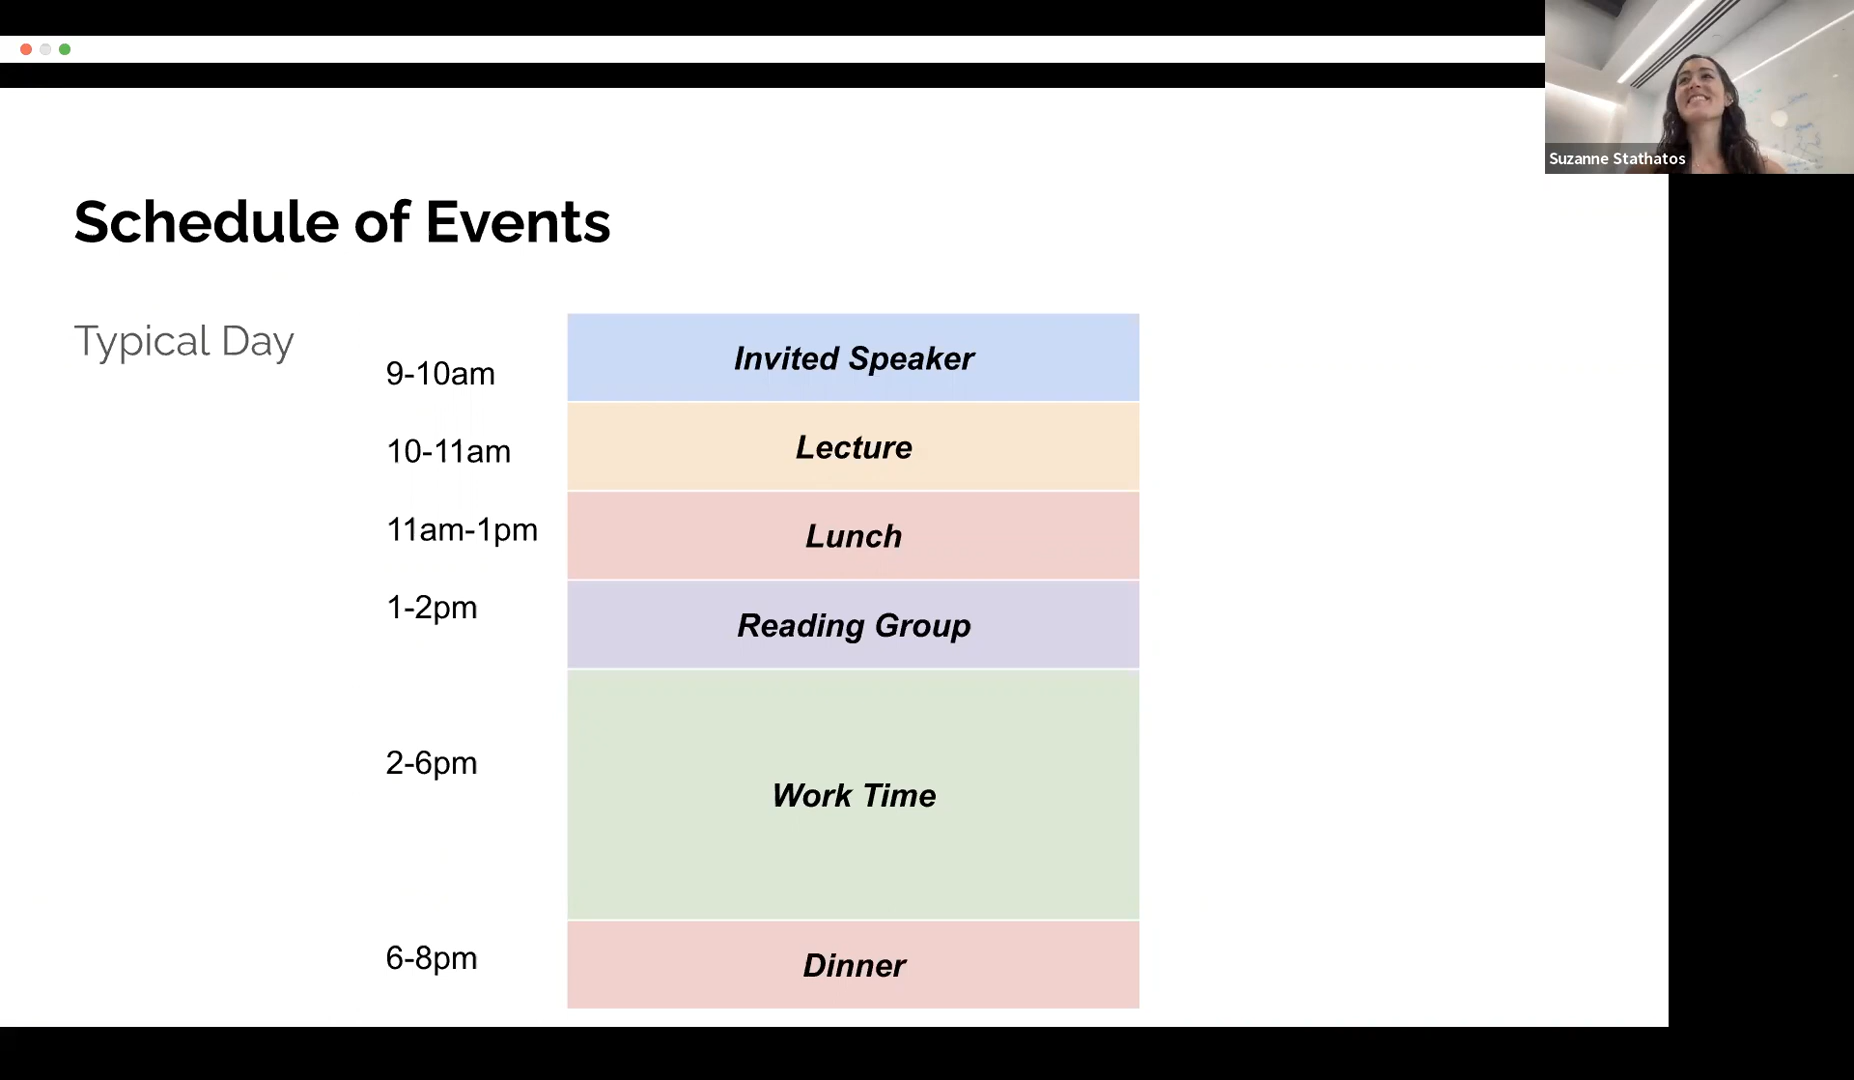 Suzanne Stathatos
Schedule of Events
Typical Day
9-10am
Invited Speaker
10-11am
Lecture
11am-1pm
Lunch
1-2pm
Reading Group
2-6pm
Work Time
6-8pm
Dinner